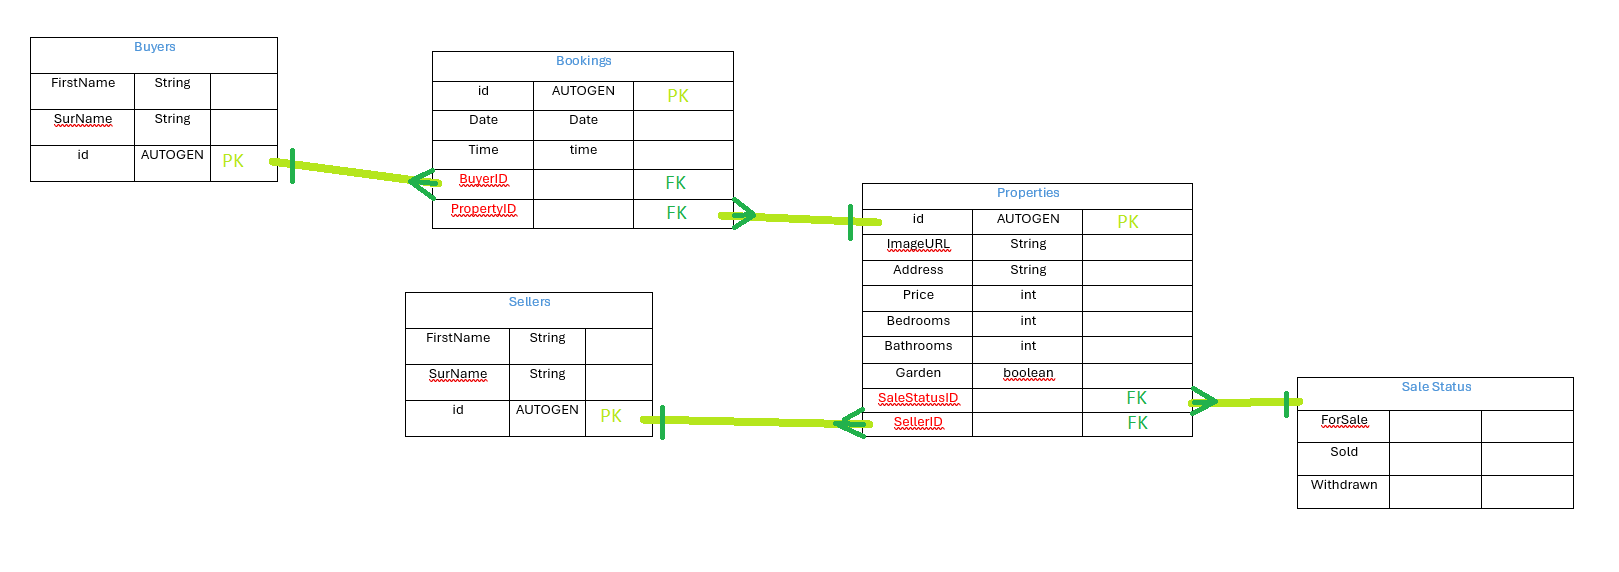 Buyers
FirstName String
SurName String
id AUTOGEN PK
Bookings
id AUTOGEN PK
Date Date
Time time
BuyerID FK
PropertyID FK
Sellers
FirstName String
SurName String
id AUTOGEN PK
Properties
id AUTOGEN PK
ImageURL String
Address String
Price int
Bedrooms int
Bathrooms int
Garden boolean
SaleStatusID FK
SellerID FK
Sale Status
ForSale
Sold
Withdrawn